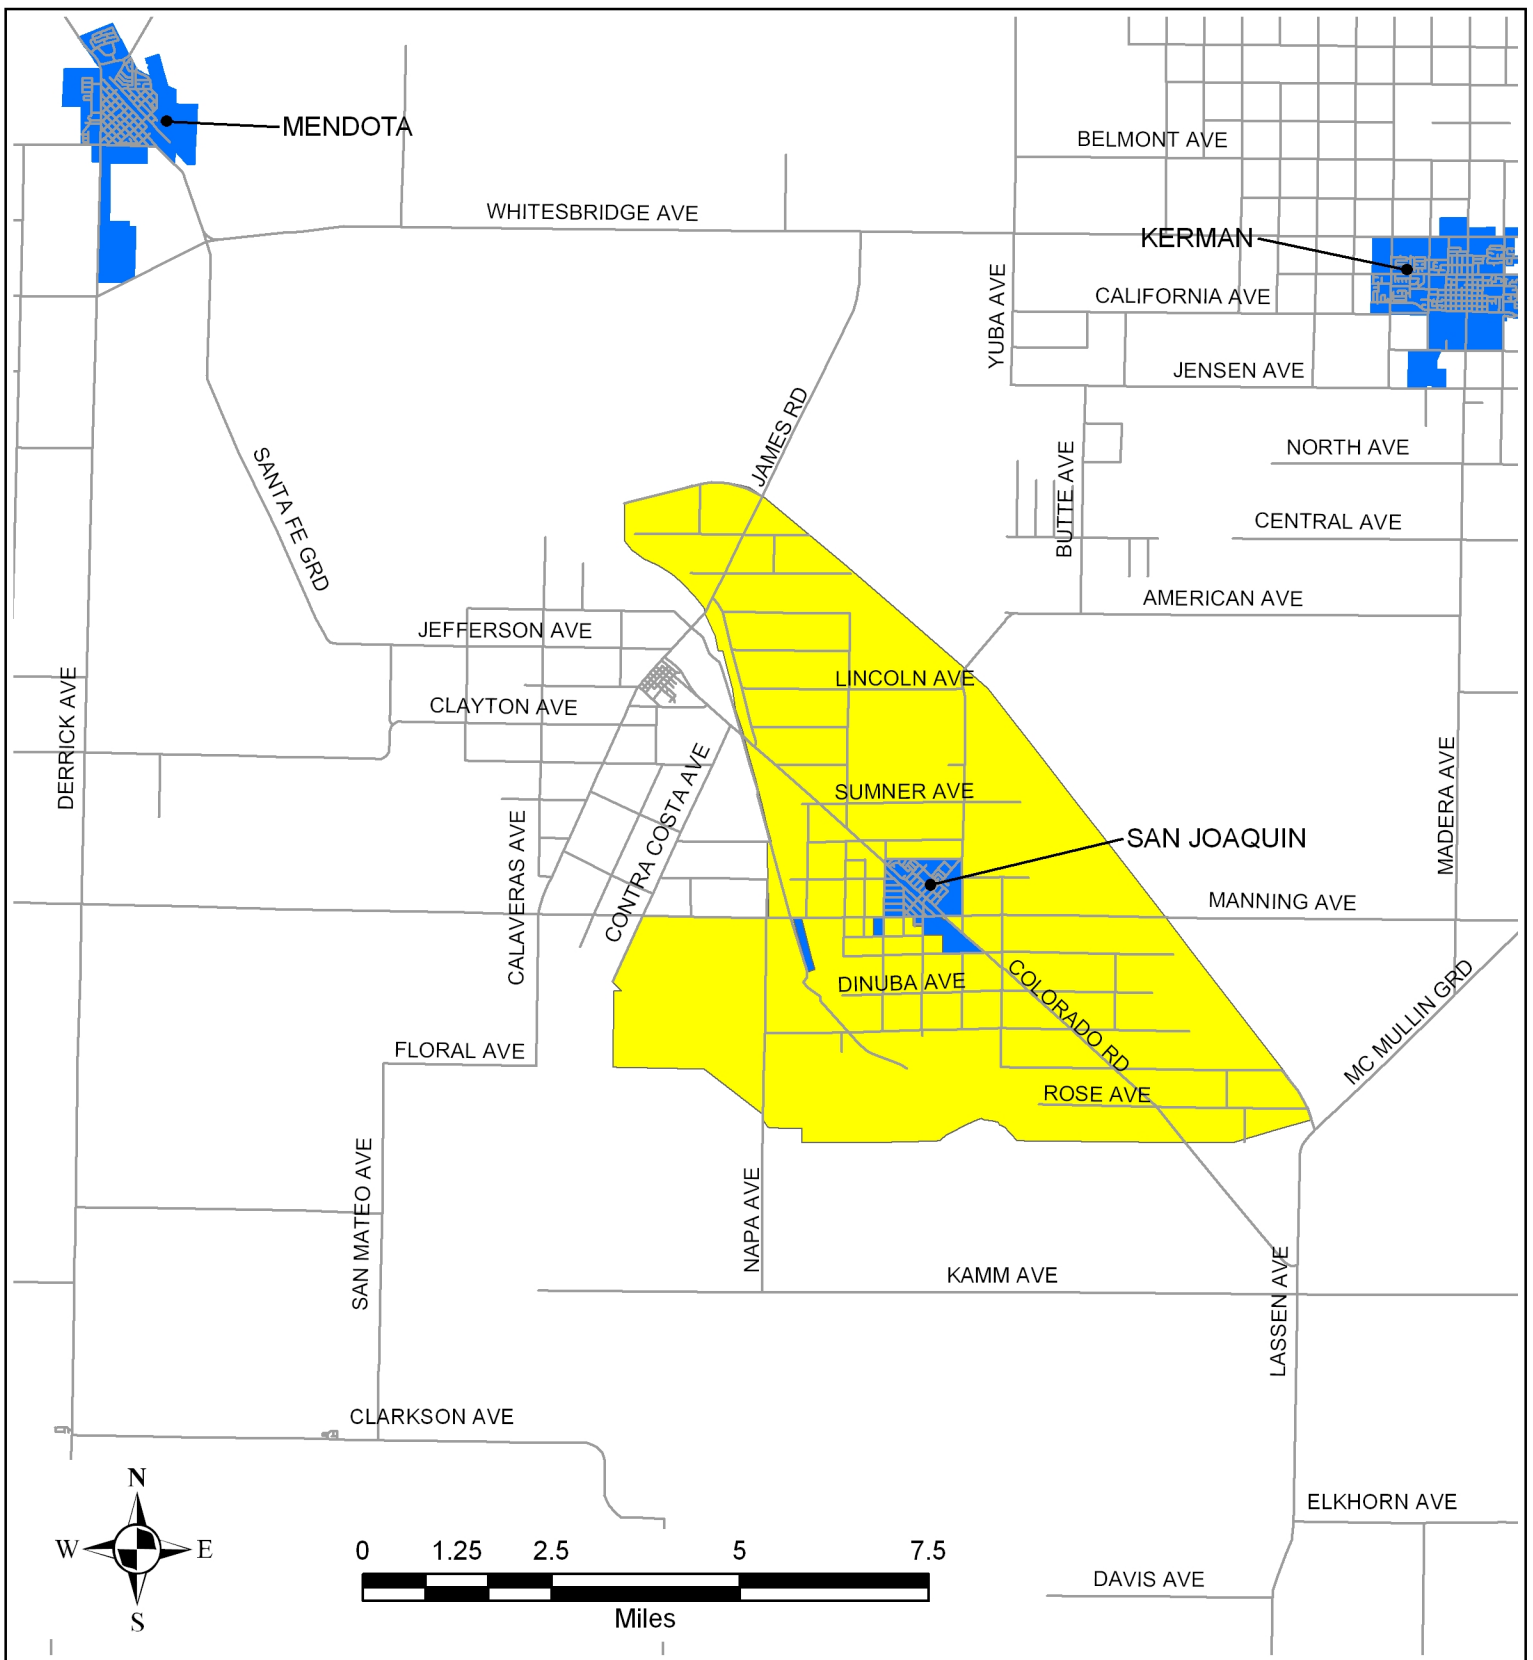 MENDOTA
BELMONT AVE
WHITESBRIDGE AVE
KERMAN
YUBA AVE
CALIFORNIA AVE
JENSEN AVE
JAMES RD
SANTA FE GRD
BUTTE AVE
NORTH AVE
CENTRAL AVE
AMERICAN AVE
JEFFERSON AVE
LINCOLN AVE
CLAYTON AVE
DERRICK AVE
CONTRA COSTA AVE
SUMNER AVE
MADERA AVE
SAN JOAQUIN
CALAVERAS AVE
MANNING AVE
DINUBA AVE
COLORADO RD
MC MULLIN GRD
FLORAL AVE
ROSE AVE
SAN MATEO AVE
NAPA AVE
KAMM AVE
LASSEN AVE
CLARKSON AVE
N
W
E
S
ELKHORN AVE
0 1.25 2.5 5 7.5
Miles
DAVIS AVE